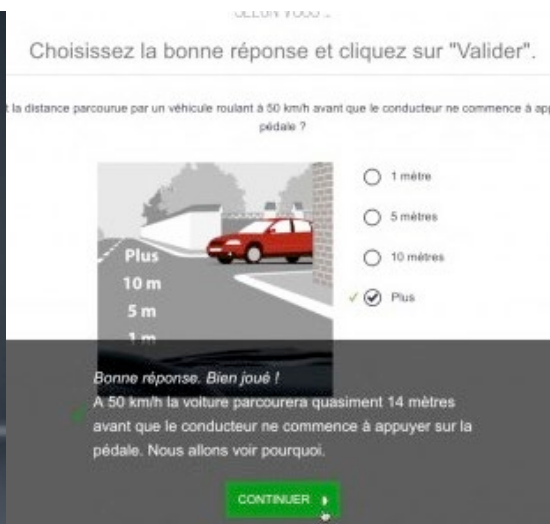 SELON VOUS ...
Choisissez la bonne réponse et cliquez sur "Valider".
t la distance parcourue par un véhicule roulant à 50 km/h avant que le conducteur ne commence à app
pédale ?
1 mètre
5 mètres
10 mètres
Plus
Plus
10 m
5 m
1 m
Bonne réponse. Bien joué !
A 50 km/h la voiture parcourera quasiment 14 mètres
avant que le conducteur ne commence à appuyer sur la
pédale. Nous allons voir pourquoi.
CONTINUER